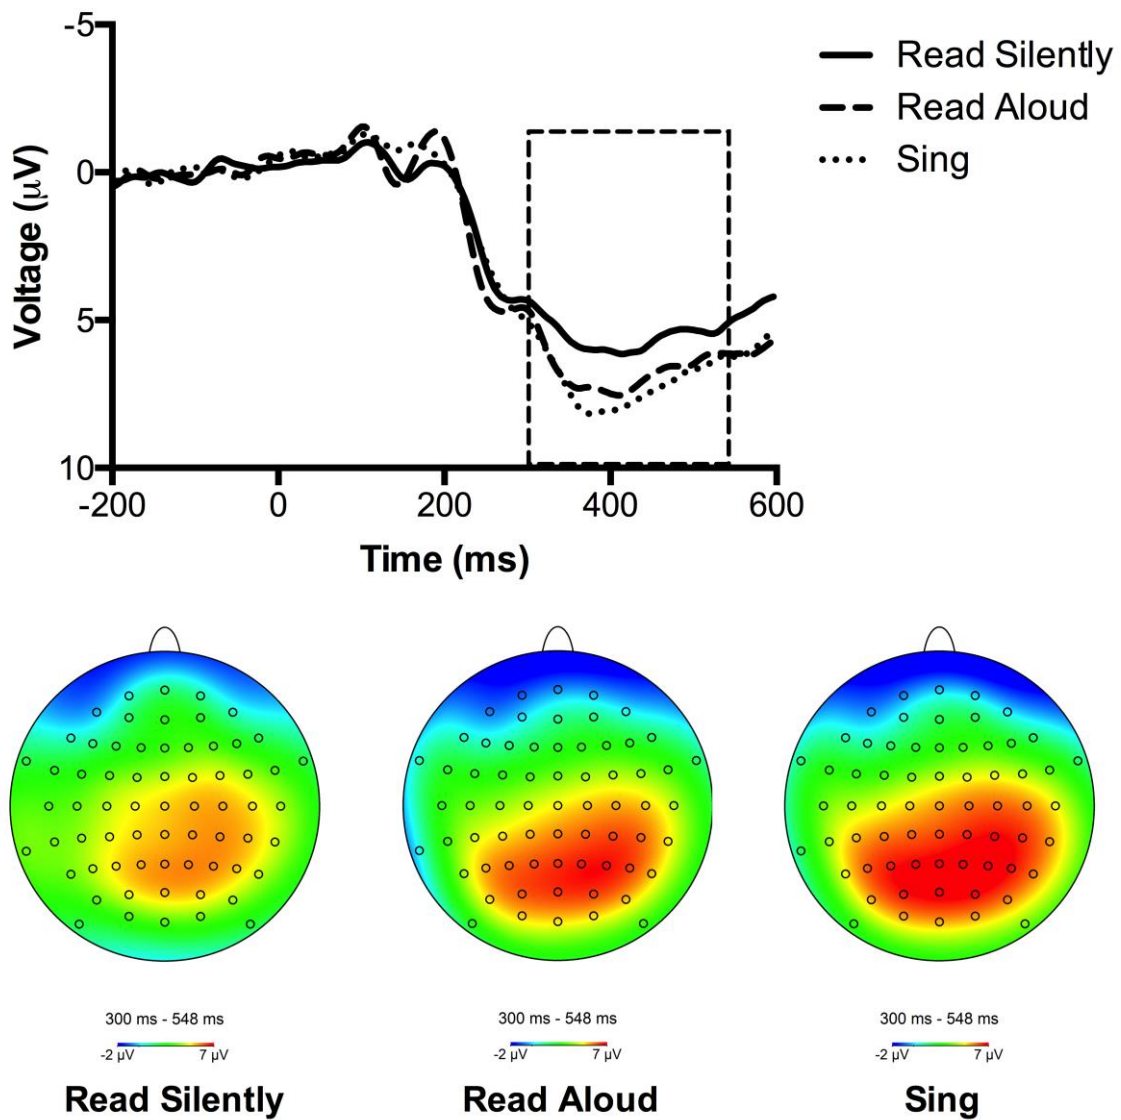 -5
0
5
10
Voltage (µV)
-200 0 200 400 600
Time (ms)
Read Silently
Read Aloud
Sing
300 ms - 548 ms
-2 µV 7 µV
Read Silently
300 ms - 548 ms
-2 µV 7 µV
Read Aloud
300 ms - 548 ms
-2 µV 7 µV
Sing